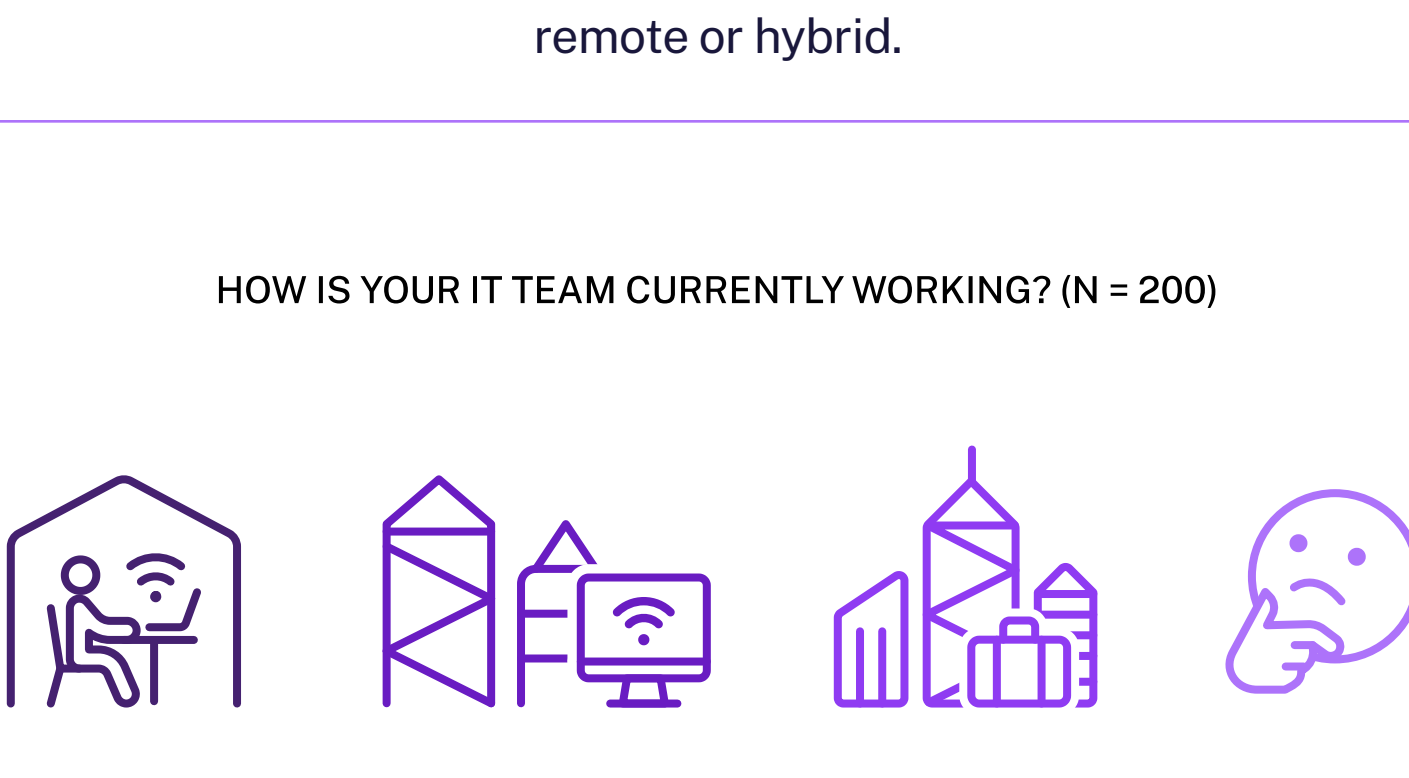 remote or hybrid.
HOW IS YOUR IT TEAM CURRENTLY WORKING? (N = 200)